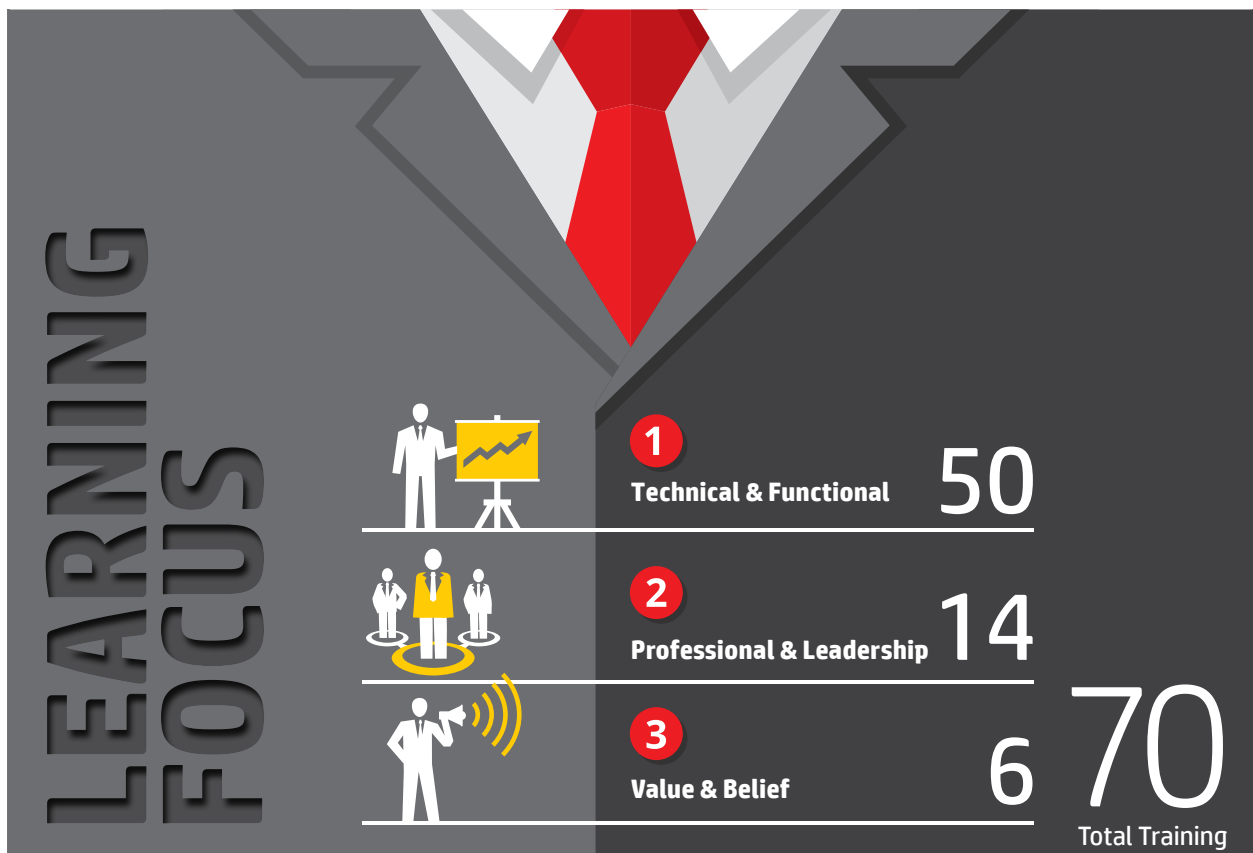 LEARNING
FOCUS
1
Technical & Functional
50
2
Professional & Leadership
14
3
Value & Belief
6
70
Total Training